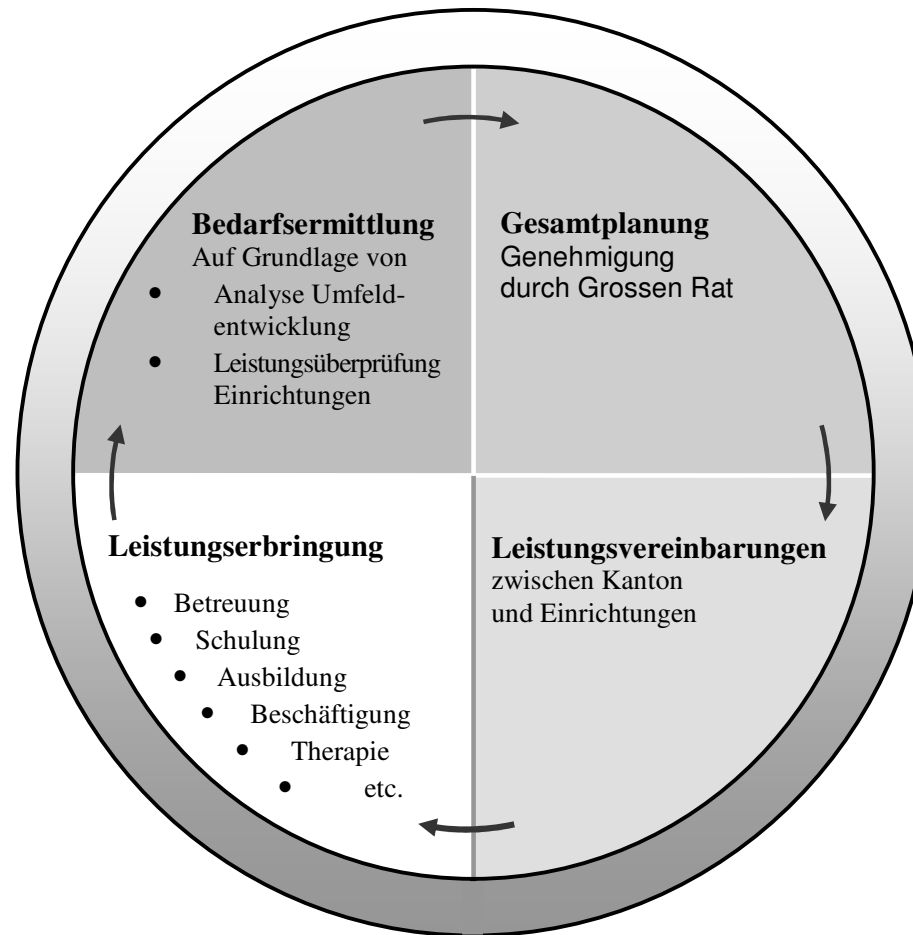 Bedarfsermittlung
Auf Grundlage von
• Analyse Umfeld-
entwicklung
• Leistungsüberprüfung
Einrichtungen
Gesamtplanung
Genehmigung
durch Grossen Rat
Leistungserbringung
• Betreuung
• Schulung
• Ausbildung
• Beschäftigung
• Therapie
• etc.
Leistungsvereinbarungen
zwischen Kanton
und Einrichtungen